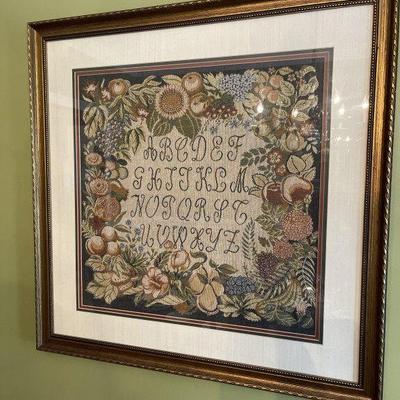 ABCDEF
GHIJKLM
NOPQRST
UVWXYZ